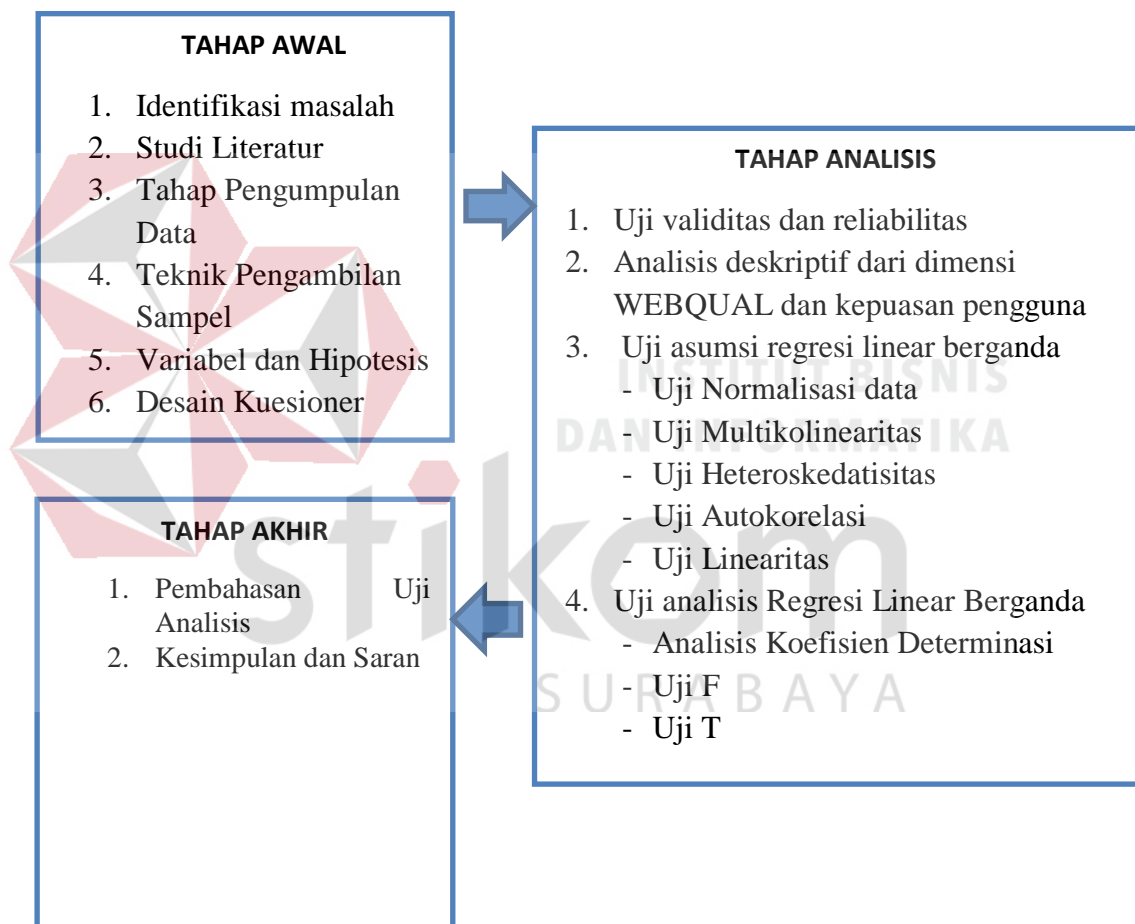 TAHAP AWAL
1. Identifikasi masalah
2. Studi Literatur
3. Tahap Pengumpulan
Data
4. Teknik Pengambilan
Sampel
5. Variabel dan Hipotesis
6. Desain Kuesioner
TAHAP ANALISIS
1. Uji validitas dan reliabilitas
2. Analisis deskriptif dari dimensi
WEBQUAL dan kepuasan pengguna
3. Uji asumsi regresi linear berganda
- Uji Normalisasi data
- Uji Multikolinearitas
- Uji Heteroskedatisitas
- Uji Autokorelasi
- Uji Linearitas
4. Uji analisis Regresi Linear Berganda
- Analisis Koefisien Determinasi
- Uji F
- Uji T
TAHAP AKHIR
1. Pembahasan Uji
Analisis
2. Kesimpulan dan Saran
INSTITUT BISNIS
DAN INFORMATIKA
stikom
SURABAYA